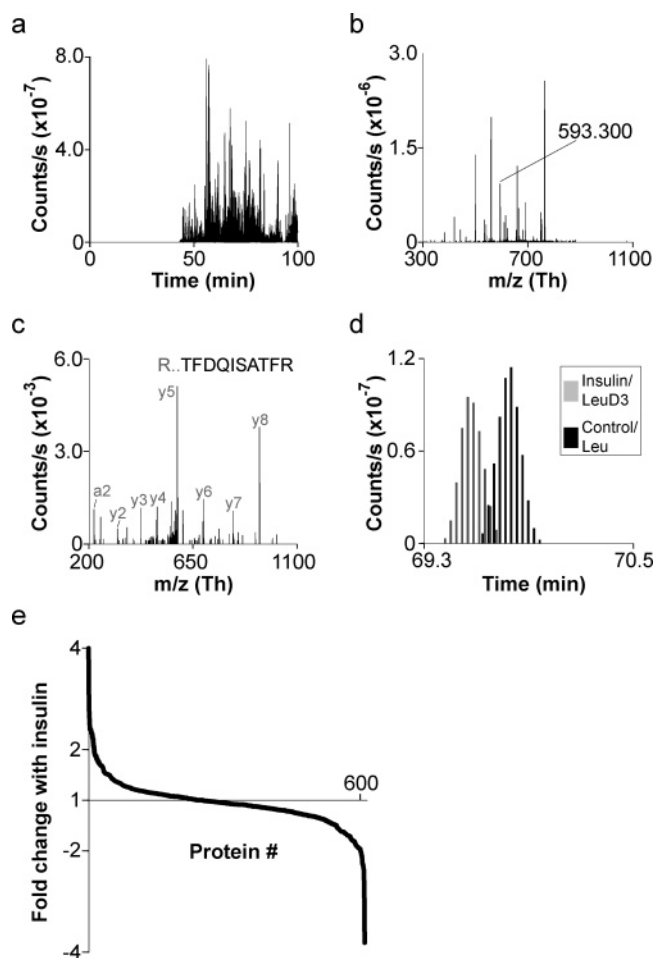 a
Counts/s (x10-7)
8.0
4.0
0
0
50
100
Time (min)
b
Counts/s (x10-6)
3.0
1.5
0
593.300
300
700
1100
m/z (Th)
c
Counts/s (x10-3)
6.0
3.0
0
R..TFDQISATFR
y5
y8
a2
y2
y3
y4
y6
y7
200
650
1100
m/z (Th)
d
Counts/s (x10-7)
1.2
0.6
0
Insulin/
LeuD3
Control/
Leu
69.3
70.5
Time (min)
e
Fold change with insulin
4
2
1
-2
-4
600
Protein #